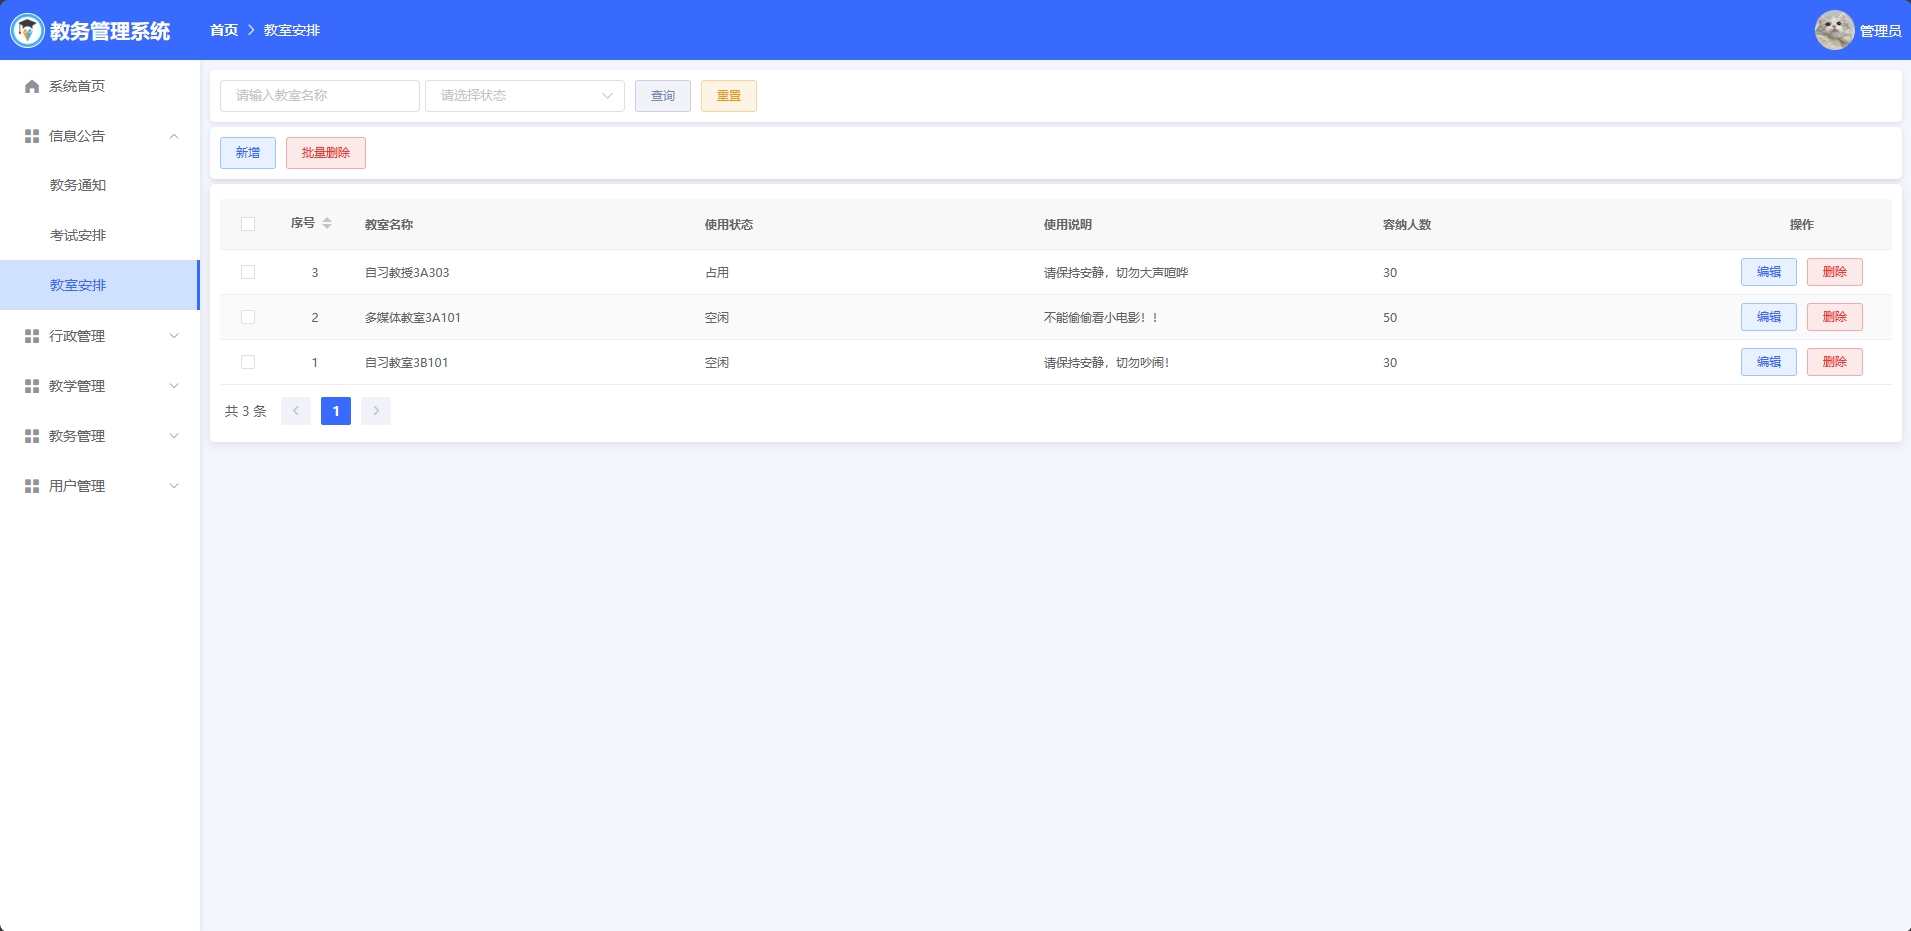 教务管理系统
首页 > 教室安排
管理员
系统首页
信息公告
教务通知
考试安排
教室安排
行政管理
教学管理
教务管理
用户管理
请输入教室名称 请选择状态 查询 重置
新增 批量删除
序号 教室名称 使用状态 使用说明 容纳人数 操作
3 自习教授3A303 占用 请保持安静，切勿大声喧哗 30 编辑 删除
2 多媒体教室3A101 空闲 不能偷偷看小电影！！ 50 编辑 删除
1 自习教室3B101 空闲 请保持安静，切勿吵闹！ 30 编辑 删除
共 3 条 < 1 >